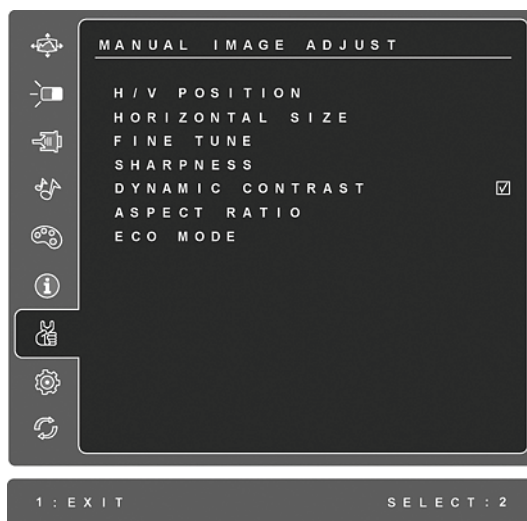 MANUAL IMAGE ADJUST
H/V POSITION
HORIZONTAL SIZE
FINE TUNE
SHARPNESS
DYNAMIC CONTRAST
ASPECT RATIO
ECO MODE
1:EXIT SELECT:2